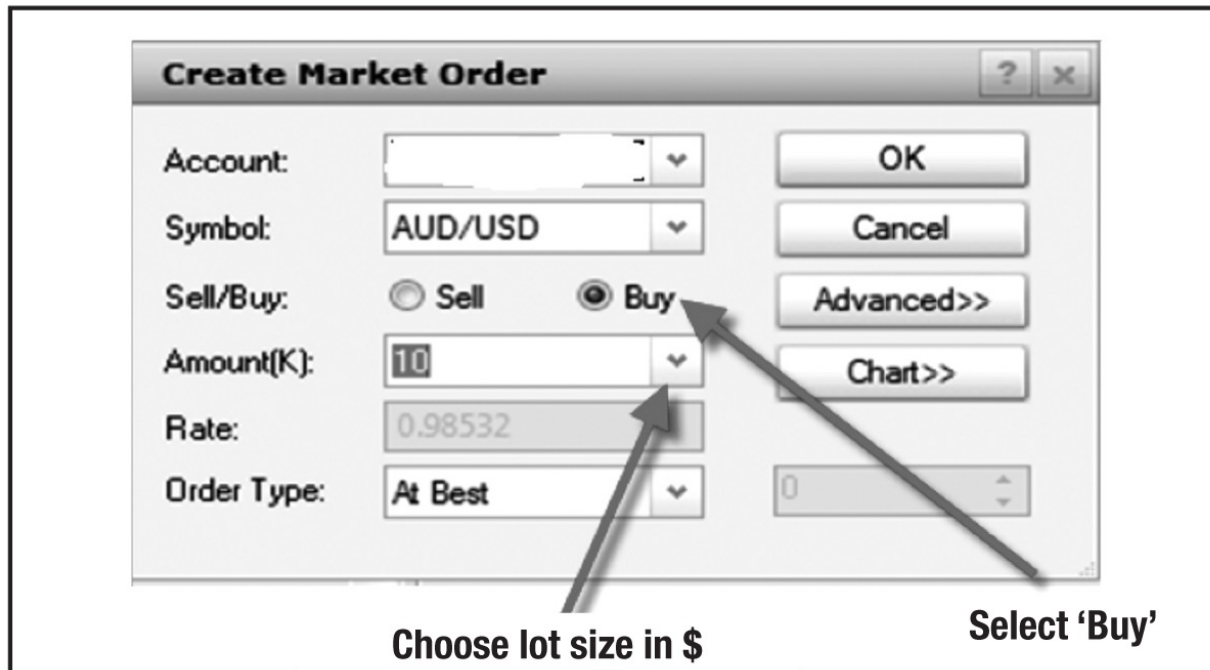 Create Market Order
? ×
Account:
OK
Symbol: AUD/USD
Cancel
Sell/Buy: Sell Buy
Advanced>>
Amount(K): 10
Chart>>
Rate: 0.98532
Order Type: At Best
0
Choose lot size in $
Select ‘Buy’